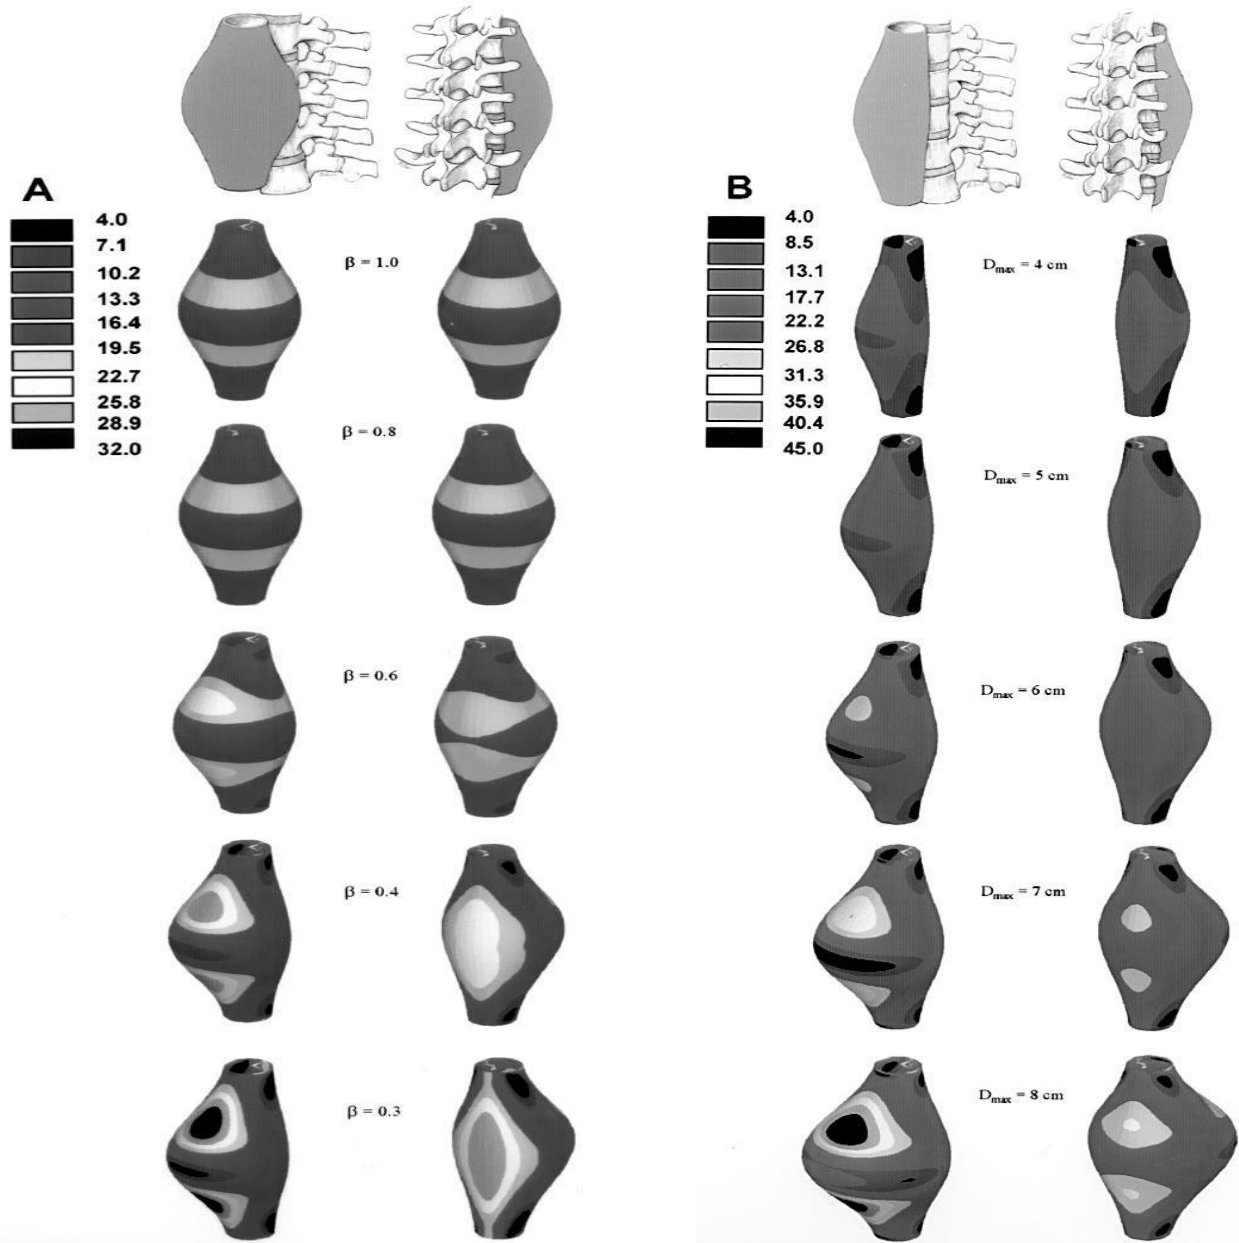 A
4.0
7.1
10.2
13.3
16.4
19.5
22.7
25.8
28.9
32.0
β = 1.0
β = 0.8
β = 0.6
β = 0.4
β = 0.3
B
4.0
8.5
13.1
17.7
22.2
26.8
31.3
35.9
40.4
45.0
Dmax = 4 cm
Dmax = 5 cm
Dmax = 6 cm
Dmax = 7 cm
Dmax = 8 cm